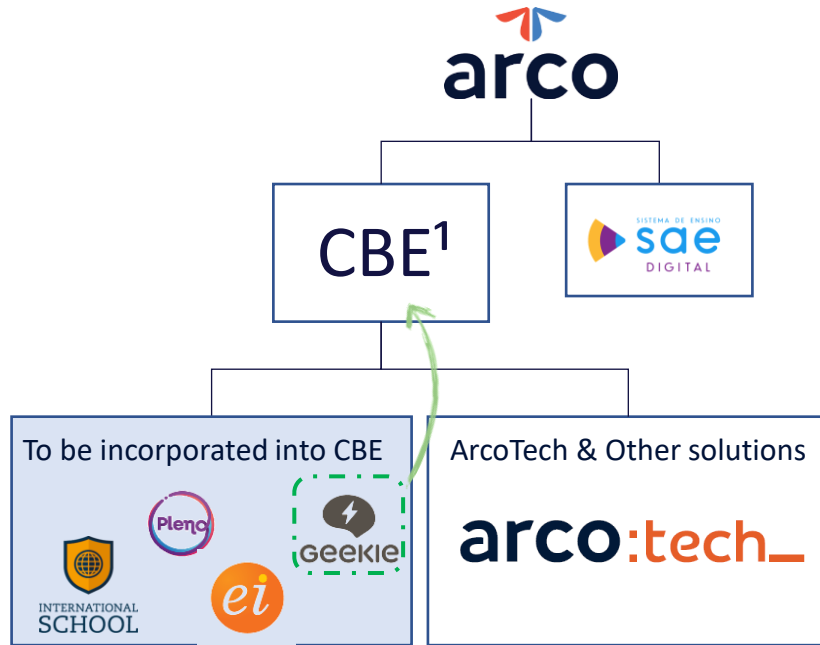 arco
CBE¹
SISTEMA DE ENSINO
sae
DIGITAL
To be incorporated into CBE
Pleno
GEEKIE
INTERNATIONAL
SCHOOL
ei
ArcoTech & Other solutions
arco:tech_